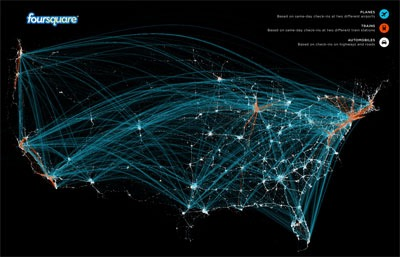 foursquare
PLANES
Based on same-day check-ins at two different airports
TRAINS
Based on same-day check-ins at two different train stations
AUTOMOBILES
Based on check-ins on highways and roads